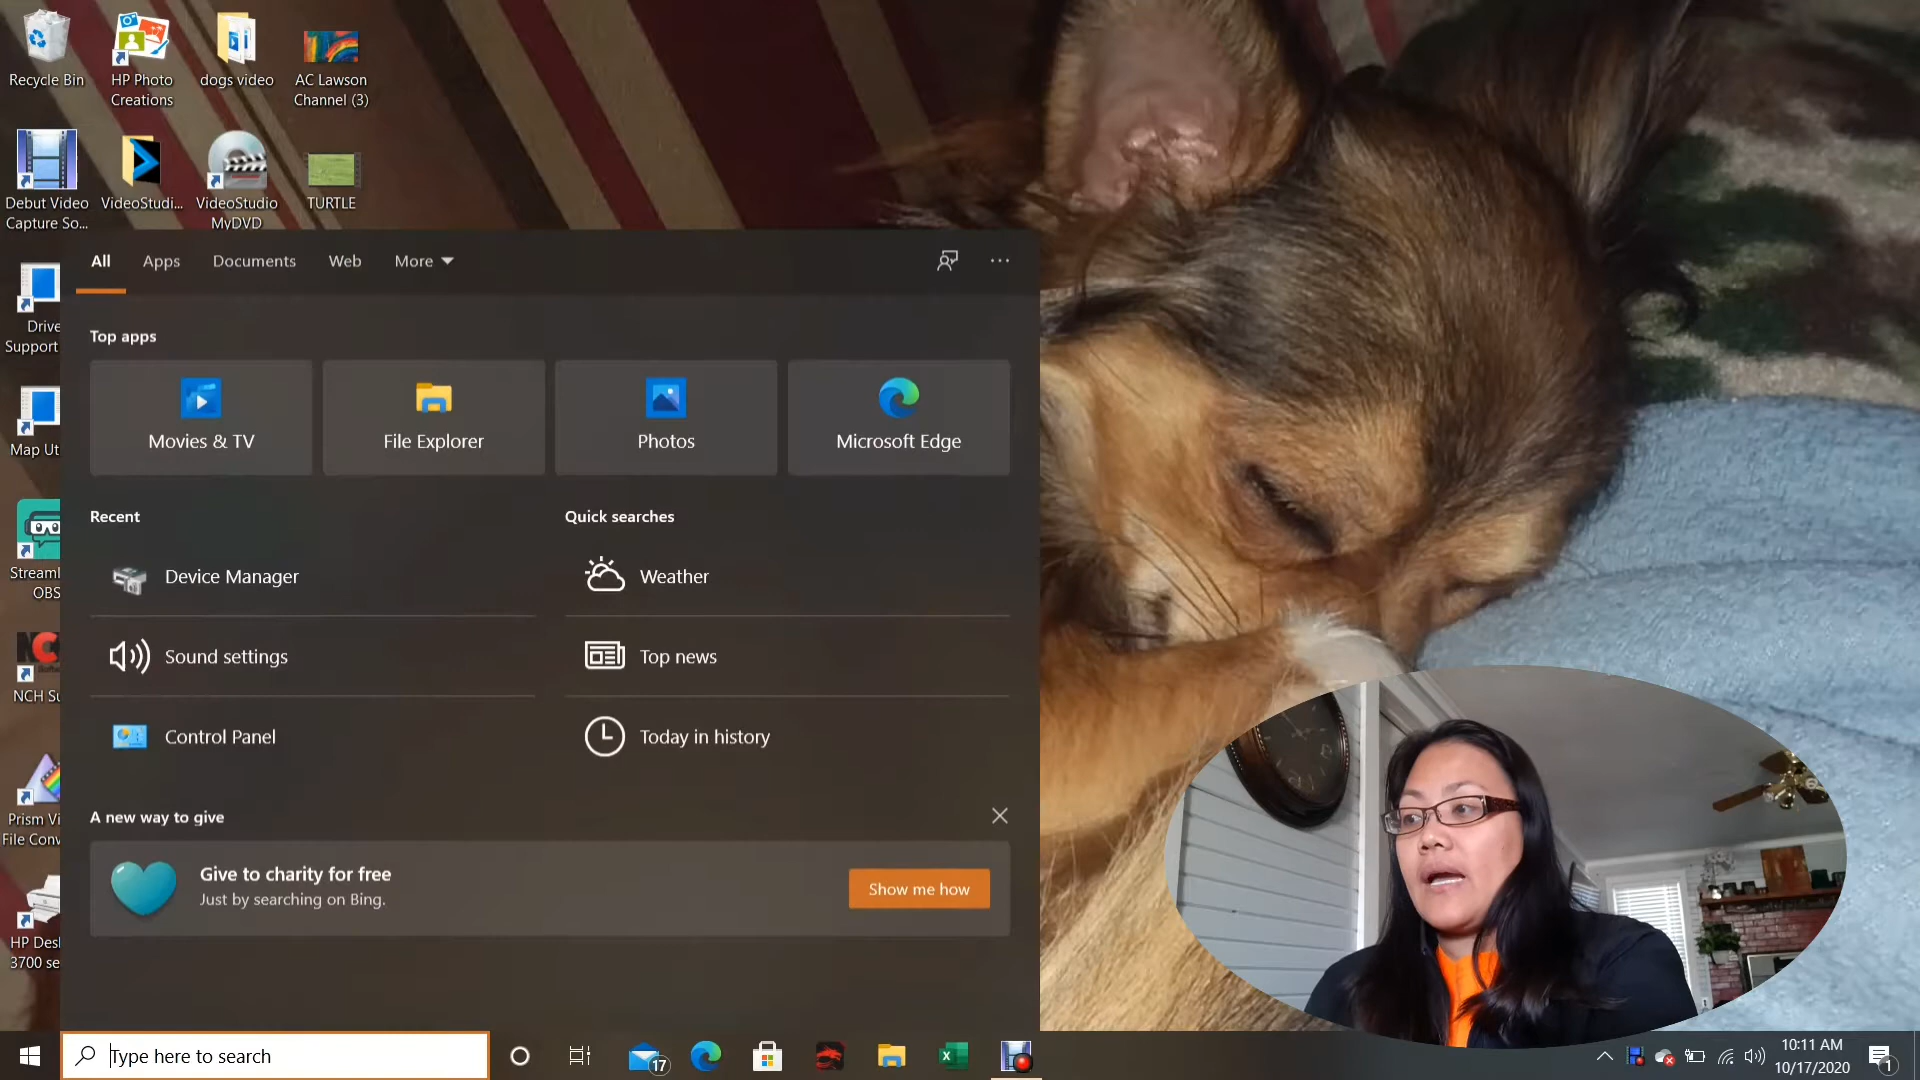 Recycle Bin
HP Photo
Creations
dogs video
AC Lawson
Channel (3)
Debut Video
Capture So...
VideoStudi...
VideoStudio
MyDVD
TURTLE
Drive
Support
Map Ut
Streaml
OBS
NCH Su
Prism Vi
File Conv
HP Desl
3700 se
All
Apps
Documents
Web
More
Top apps
Movies & TV
File Explorer
Photos
Microsoft Edge
Recent
Device Manager
Sound settings
Control Panel
Quick searches
Weather
Top news
Today in history
A new way to give
Give to charity for free
Just by searching on Bing.
Show me how
Type here to search
17
10:11 AM
10/17/2020
1